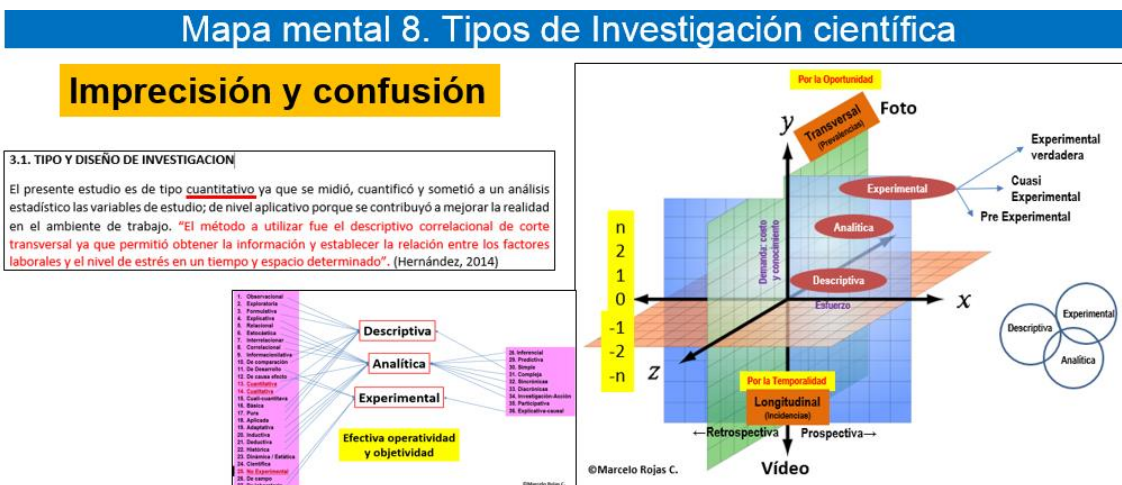 Mapa mental 8. Tipos de Investigación científica
Imprecisión y confusión
3.1. TIPO Y DISEÑO DE INVESTIGACION
El presente estudio es de tipo cuantitativo ya que se midió, cuantificó y sometió a un análisis
estadístico las variables de estudio; de nivel aplicativo porque se contribuyó a mejorar la realidad
en el ambiente de trabajo. "El método a utilizar fue el descriptivo correlacional de corte
transversal ya que permitió obtener la información y establecer la relación entre los factores
laborales y el nivel de estrés en un tiempo y espacio determinado". (Hernández, 2014)
1. Observacional
2. Exploratoria
3. Formulativa
4. Explicativa
5. Relacional
6. Estocástica
7. Interrelacionar
8. Correlacional
10. De comparación
11. De Desarrollo
12. De causa efecto
13. Cuantitativa
14. Cualitativa
15. Cuali-cuantitava
16. Básica
17. Pura
18. Aplicada
19. Adaptativa
20. Inductiva
21. Deductiva
22. Histórica
23. Dinámica / Estática
24. Científica
25. No Experimental
26. De campo
Descriptiva
Analítica
Experimental
Efectiva operatividad
y objetividad
28. Inferencial
29. Predictiva
30. Simple
31. Compleja
32. Sincrónicas
33. Diacrónicas
34. Investigación-Acción
35. Participativa
36. Explicativa-causal
©Marcelo Rojas C.
Por la Oportunidad
Transversal
(Prevalencias)
Foto
y
Experimental
verdadera
Experimental
Cuasi
Experimental
Pre Experimental
Analítica
Demanda: costo
y conocimiento
Descriptiva
Esfuerzo
n
2
1
0
-1
-2
-n
x
z
Descriptiva
Experimental
Analítica
Por la Temporalidad
Longitudinal
(Incidencias)
←Retrospectiva Prospectiva→
Vídeo
©Marcelo Rojas C.